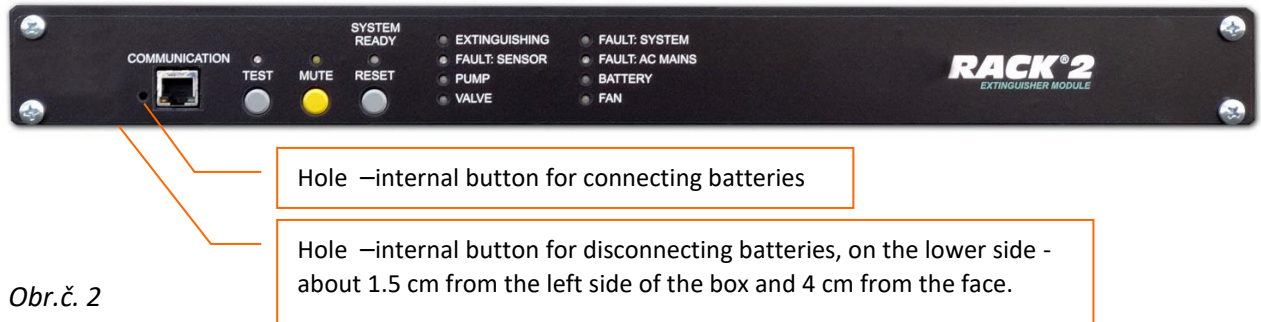 SYSTEM
READY
COMMUNICATION
TEST
MUTE
RESET
EXTINGUISHING
FAULT: SENSOR
PUMP
VALVE
FAULT: SYSTEM
FAULT: AC MAINS
BATTERY
FAN
RACK®2
EXTINGUISHER MODULE
Hole –internal button for connecting batteries
Hole –internal button for disconnecting batteries, on the lower side -
about 1.5 cm from the left side of the box and 4 cm from the face.
Obr.č. 2